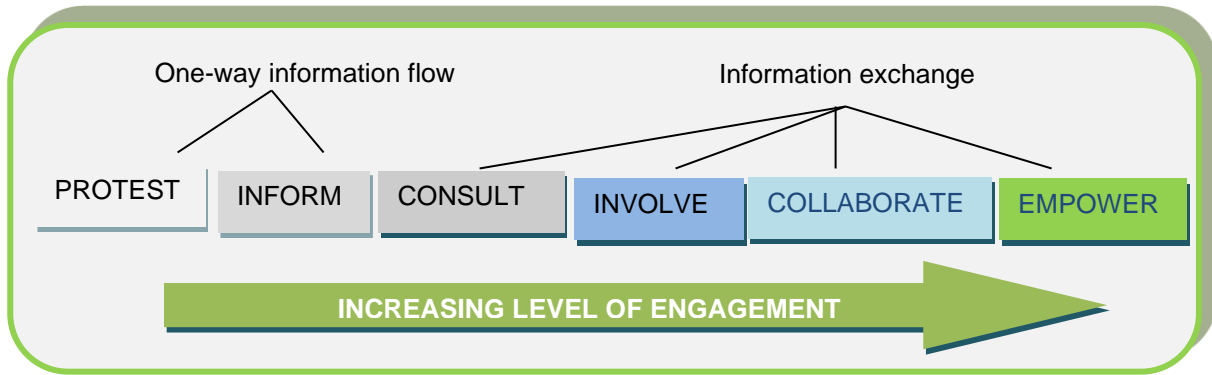 One-way information flow
Information exchange
PROTEST
INFORM
CONSULT
INVOLVE
COLLABORATE
EMPOWER
INCREASING LEVEL OF ENGAGEMENT